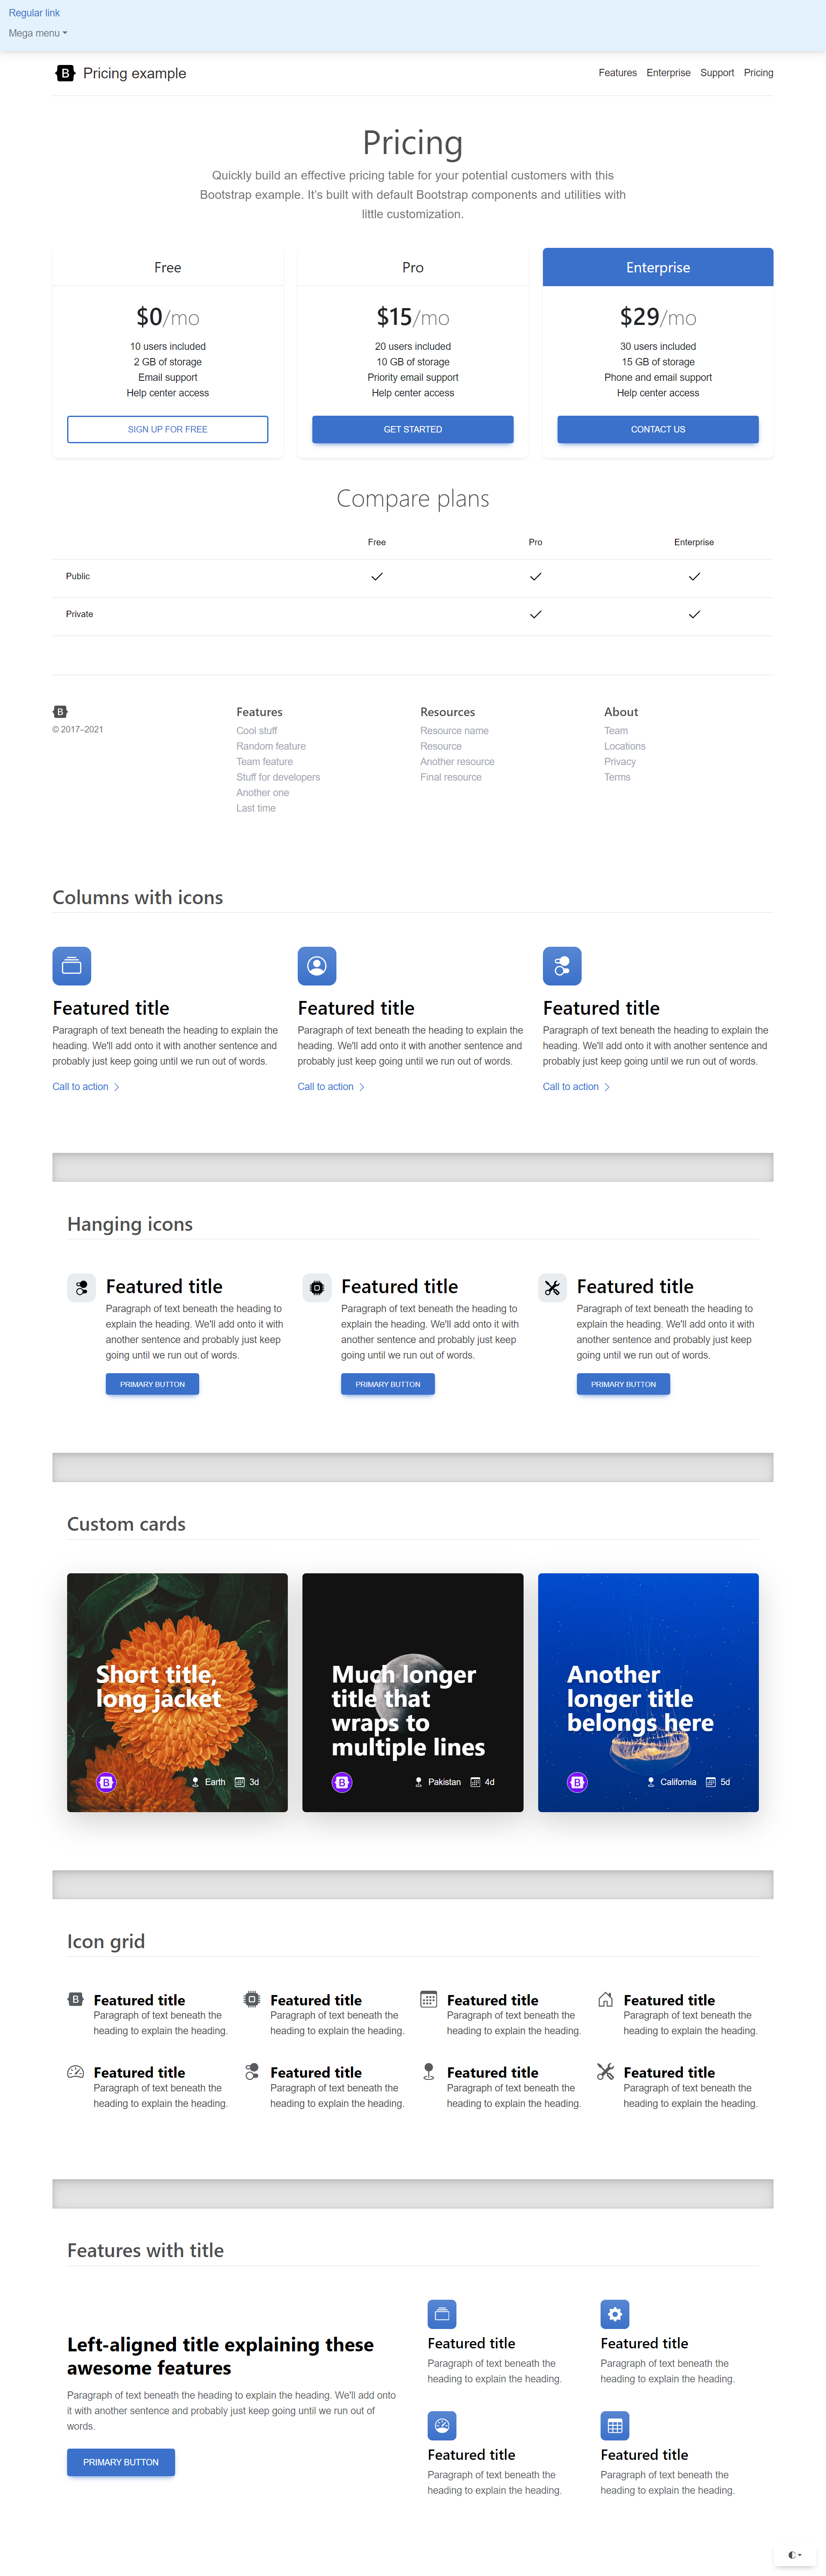 Regular link
Mega menu
Pricing example
Features Enterprise Support Pricing
Pricing
Quickly build an effective pricing table for your potential customers with this
Bootstrap example. It's built with default Bootstrap components and utilities with
little customization.
Free
$0/mo
10 users included
2 GB of storage
Email support
Help center access
SIGN UP FOR FREE
Pro
$15/mo
20 users included
10 GB of storage
Priority email support
Help center access
GET STARTED
Enterprise
$29/mo
30 users included
15 GB of storage
Phone and email support
Help center access
CONTACT US
Compare plans
Free Pro Enterprise
Public
Private
© 2017–2021
Features
Cool stuff
Random feature
Team feature
Stuff for developers
Another one
Last time
Resources
Resource name
Resource
Another resource
Final resource
About
Team
Locations
Privacy
Terms
Columns with icons
Featured title
Paragraph of text beneath the heading to explain the
heading. We'll add onto it with another sentence and
probably just keep going until we run out of words.
Call to action
Featured title
Paragraph of text beneath the heading to explain the
heading. We'll add onto it with another sentence and
probably just keep going until we run out of words.
Call to action
Featured title
Paragraph of text beneath the heading to explain the
heading. We'll add onto it with another sentence and
probably just keep going until we run out of words.
Call to action
Hanging icons
Featured title
Paragraph of text beneath the heading to
explain the heading. We'll add onto it with
another sentence and probably just keep
going until we run out of words.
PRIMARY BUTTON
Featured title
Paragraph of text beneath the heading to
explain the heading. We'll add onto it with
another sentence and probably just keep
going until we run out of words.
PRIMARY BUTTON
Featured title
Paragraph of text beneath the heading to
explain the heading. We'll add onto it with
another sentence and probably just keep
going until we run out of words.
PRIMARY BUTTON
Custom cards
Short title,
long jacket
Earth 3d
Much longer
title that
wraps to
multiple lines
Pakistan 4d
Another
longer title
belongs here
California 5d
Icon grid
Featured title
Paragraph of text beneath the
heading to explain the heading.
Featured title
Paragraph of text beneath the
heading to explain the heading.
Featured title
Paragraph of text beneath the
heading to explain the heading.
Featured title
Paragraph of text beneath the
heading to explain the heading.
Featured title
Paragraph of text beneath the
heading to explain the heading.
Featured title
Paragraph of text beneath the
heading to explain the heading.
Featured title
Paragraph of text beneath the
heading to explain the heading.
Featured title
Paragraph of text beneath the
heading to explain the heading.
Features with title
Left-aligned title explaining these
awesome features
Paragraph of text beneath the heading to explain the heading. We'll add onto
it with another sentence and probably just keep going until we run out of
words.
PRIMARY BUTTON
Featured title
Paragraph of text beneath the
heading to explain the heading.
Featured title
Paragraph of text beneath the
heading to explain the heading.
Featured title
Paragraph of text beneath the
heading to explain the heading.
Featured title
Paragraph of text beneath the
heading to explain the heading.